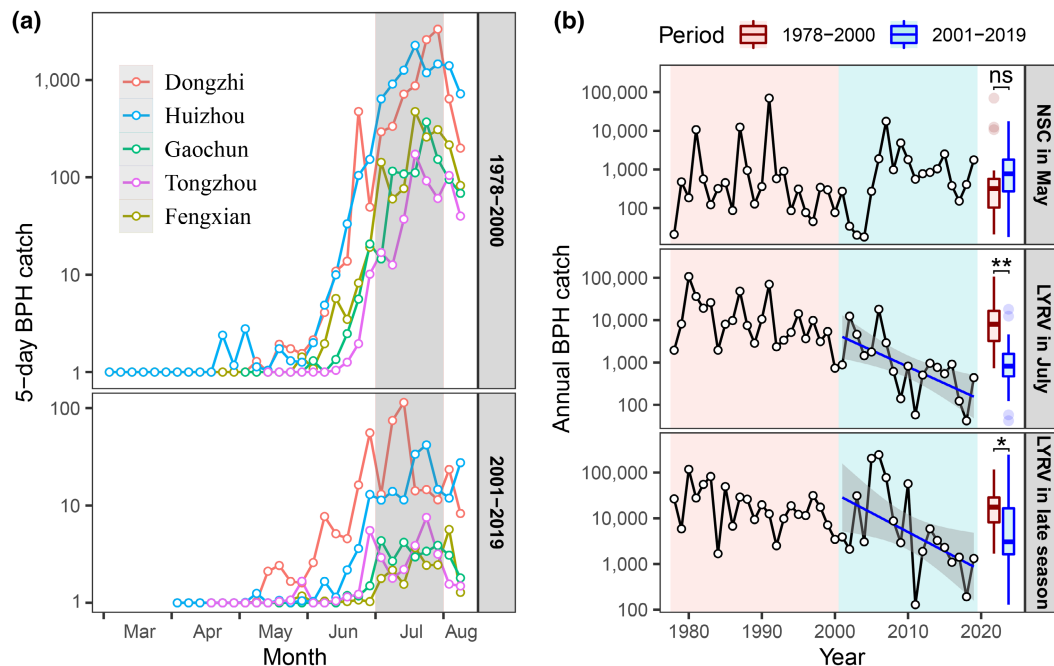 (a)
5-day BPH catch
1,000
100
10
1
Dongzhi
Huizhou
Gaochun
Tongzhou
Fengxian
1978−2000
100
10
1
2001−2019
Mar Apr May Jun Jul Aug
Month
(b)
Period 1978−2000 2001−2019
Annual BPH catch
100,000
10,000
1,000
100
ns
NSC in May
100,000
10,000
1,000
100
**
LYRV in July
100,000
10,000
1,000
100
*
LYRV in late season
1980 1990 2000 2010 2020
Year